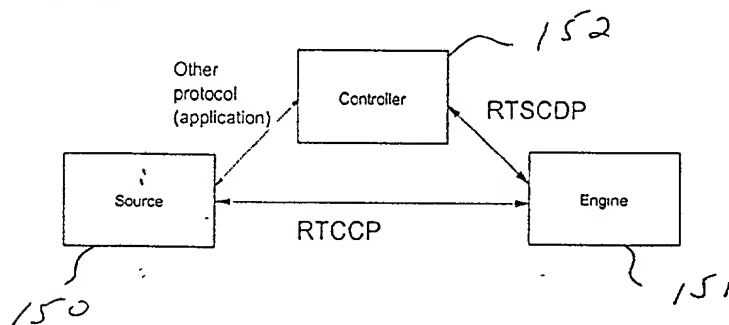 152
Other
protocol
(application)
Controller
RTSCDP
Source
Engine
RTCCP
150
151